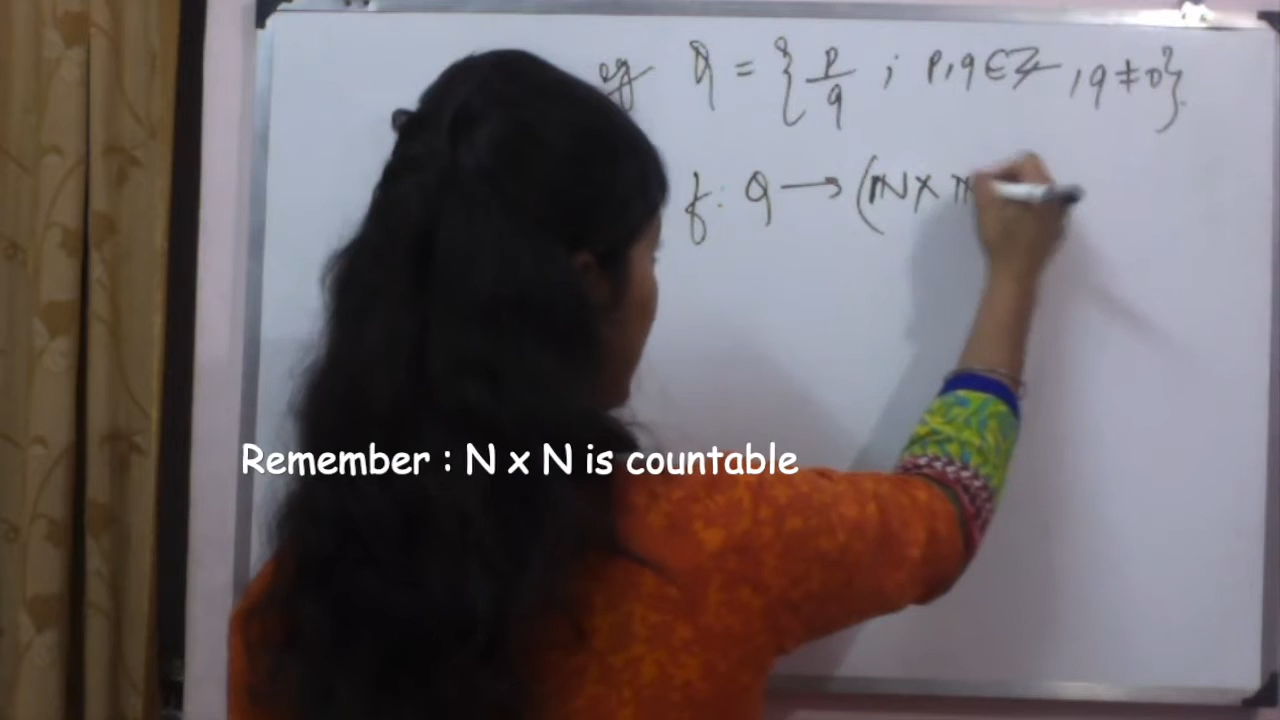 eg Q = { p/q ; p, q ∈ Z, q ≠ 0 }.
f : Q → (N x N
Remember : N x N is countable